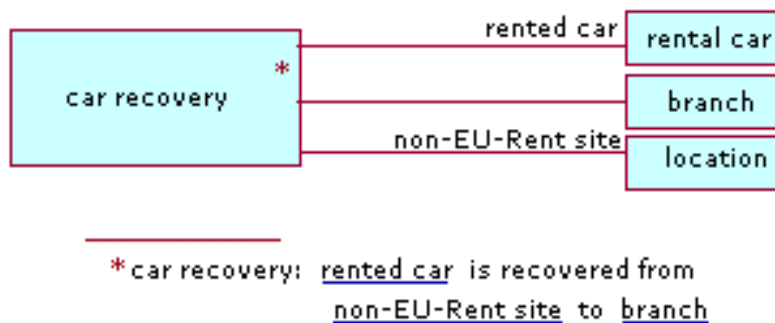 rented car
rental car
*
car recovery
branch
non-EU-Rent site
location
* car recovery: rented car is recovered from
non-EU-Rent site to branch